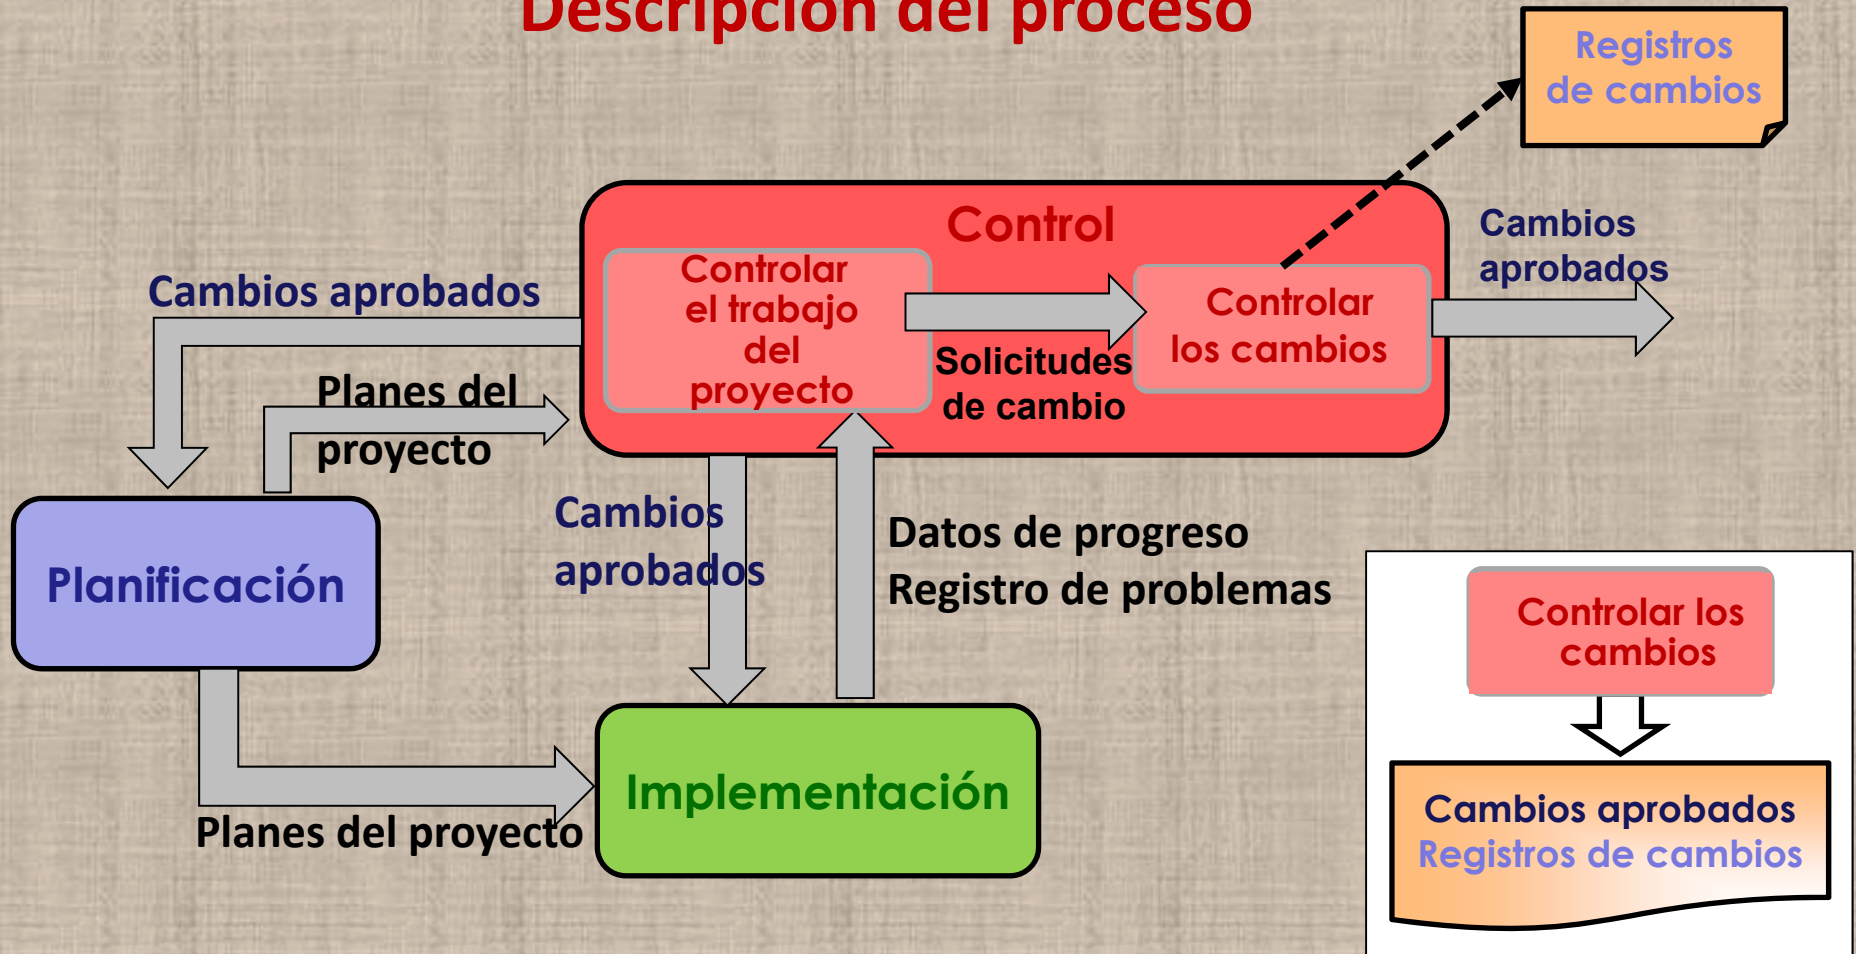 Descripción del proceso
Registros
de cambios
Control
Cambios
aprobados
Controlar
el trabajo
del
proyecto
Controlar
los cambios
Cambios aprobados
Solicitudes
de cambio
Planes del
proyecto
Cambios
aprobados
Datos de progreso
Registro de problemas
Planificación
Controlar los
cambios
Implementación
Planes del proyecto
Cambios aprobados
Registros de cambios